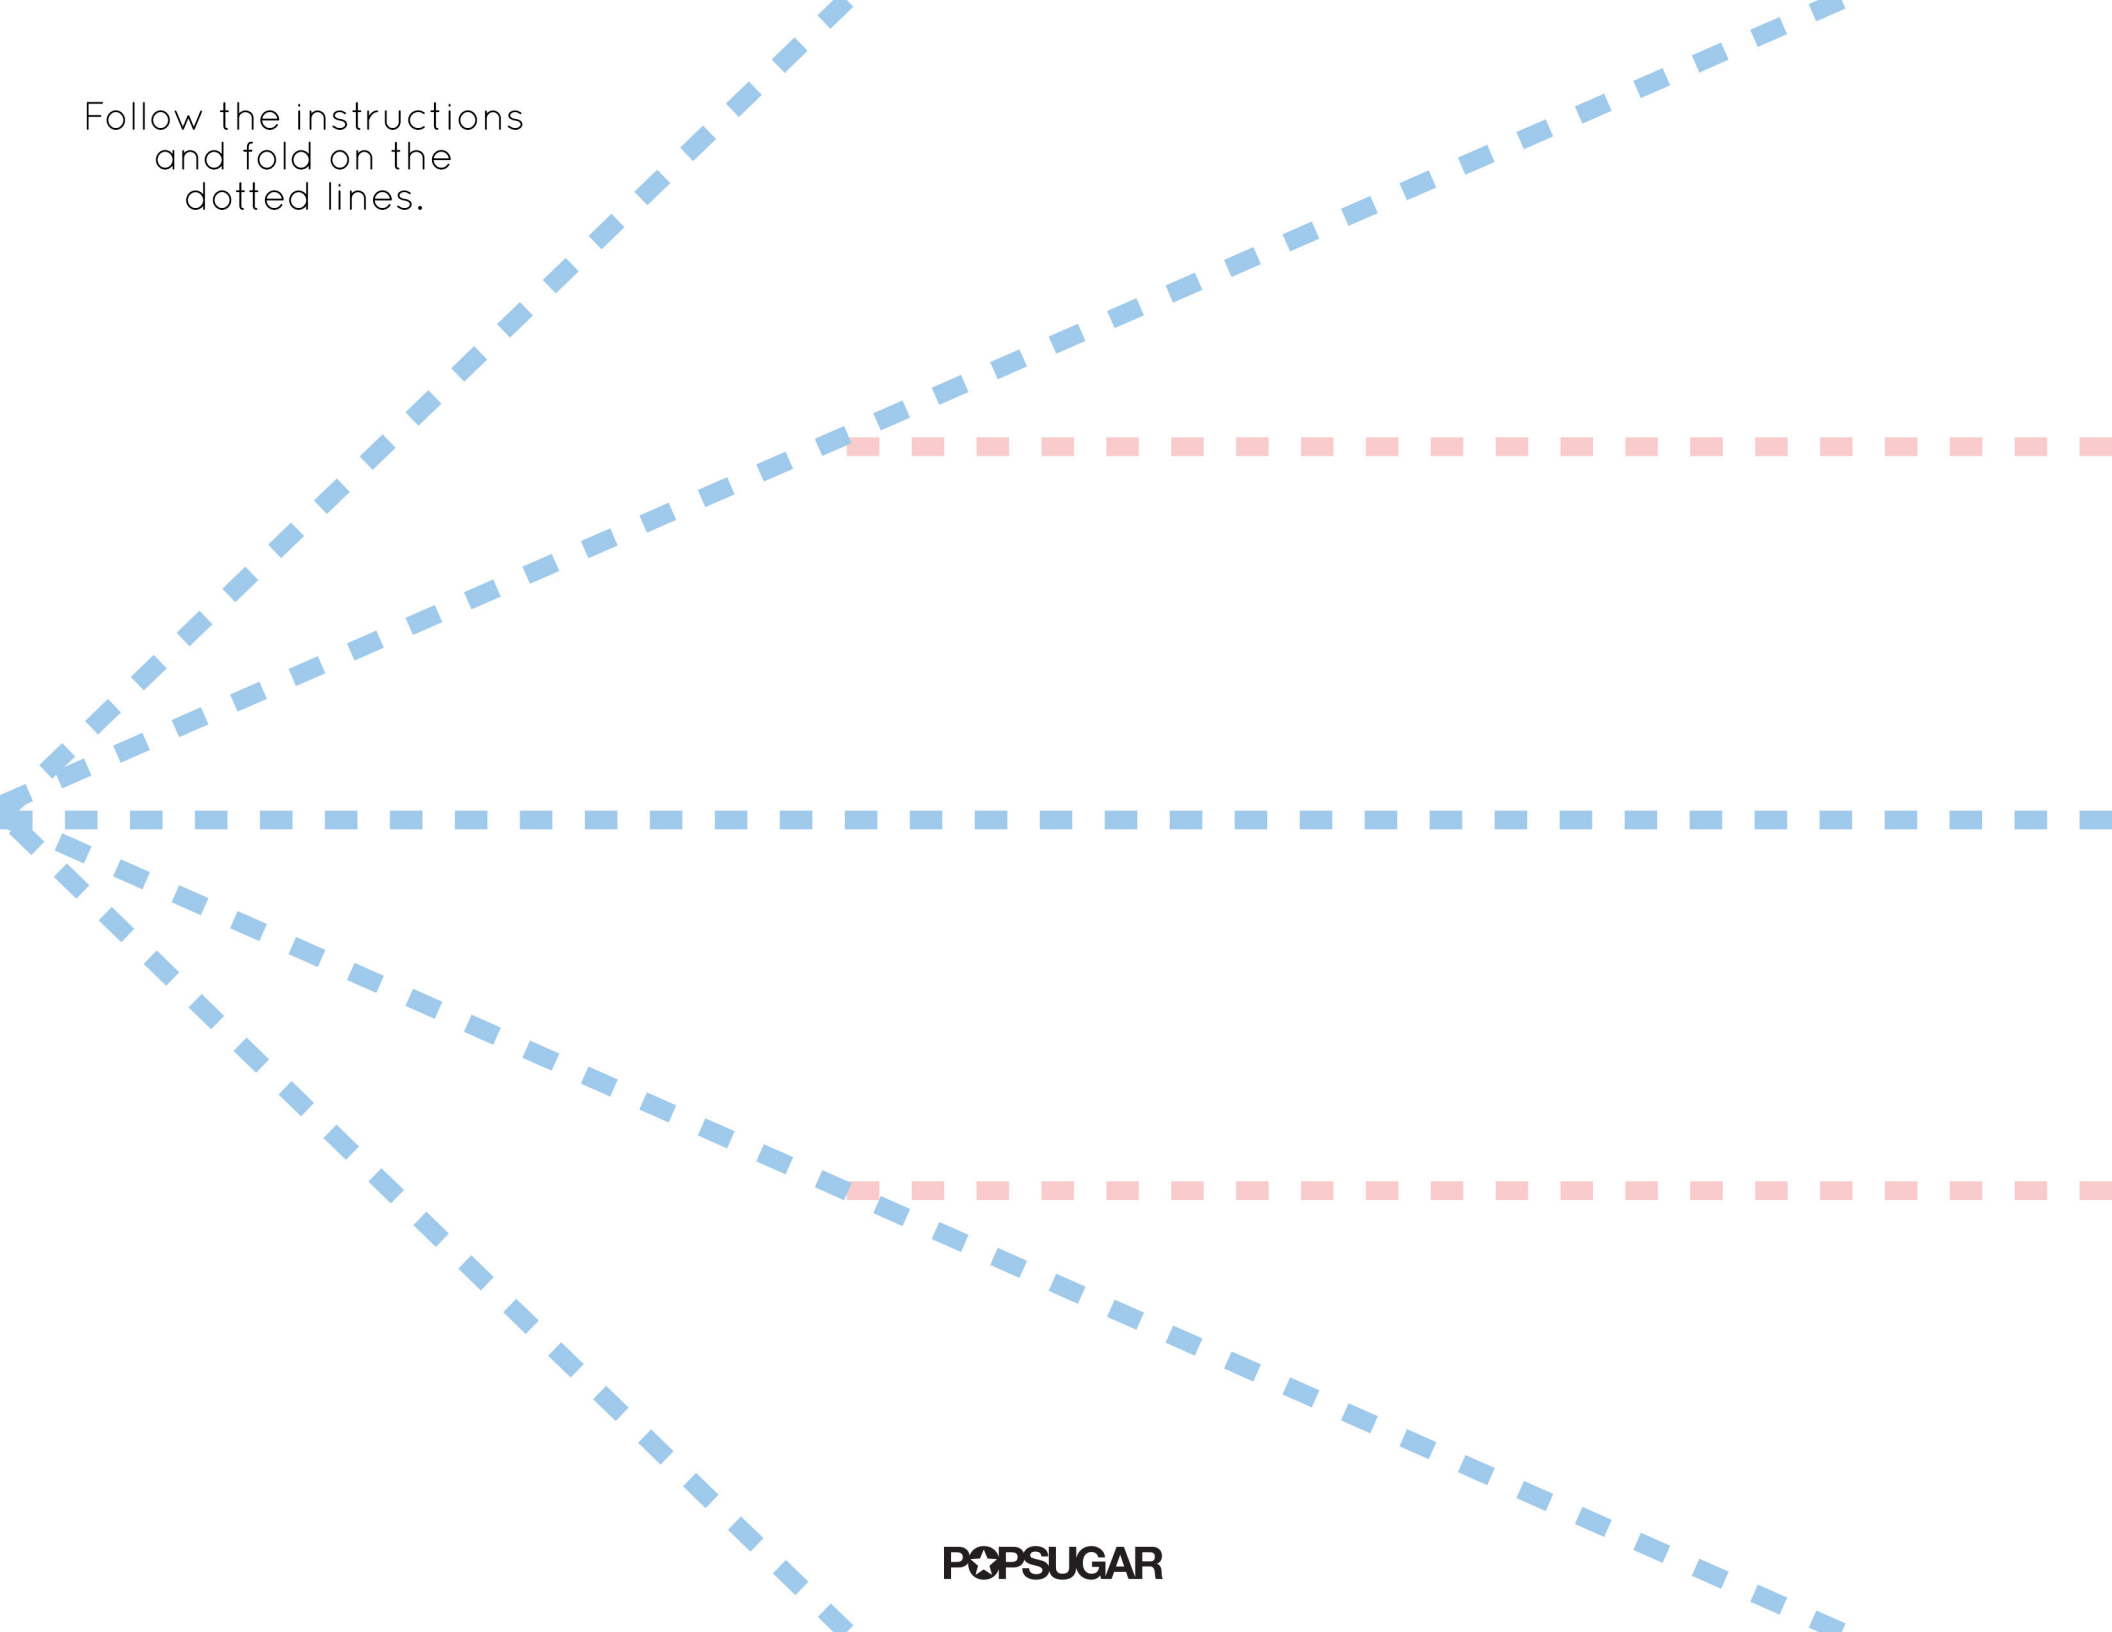 Follow the instructions
and fold on the
dotted lines.
POPSUGAR